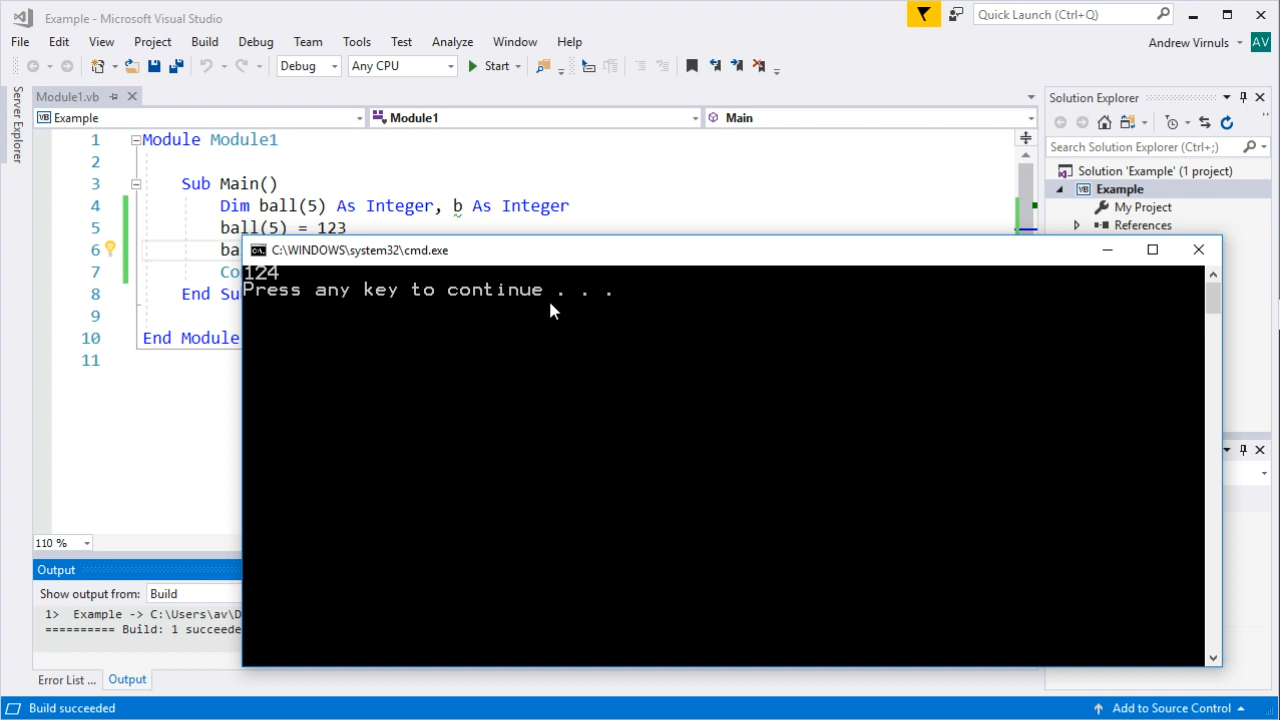 Example - Microsoft Visual Studio
Quick Launch (Ctrl+Q)
File Edit View Project Build Debug Team Tools Test Analyze Window Help
Andrew Virnuls AV
Debug Any CPU Start
Server Explorer
Module1.vb
Example Module1 Main
1 Module Module1
2
3 Sub Main()
4 Dim ball(5) As Integer, b As Integer
5 ball(5) = 123
6 ba
7 Co
8 End Su
9
10 End Module
11
C:\WINDOWS\system32\cmd.exe
124
Press any key to continue . . .
Solution Explorer
Search Solution Explorer (Ctrl+;)
Solution 'Example' (1 project)
Example
My Project
References
110 %
Output
Show output from: Build
1> Example -> C:\Users\av\D
========== Build: 1 succeede
Error List ... Output
Build succeeded
Add to Source Control